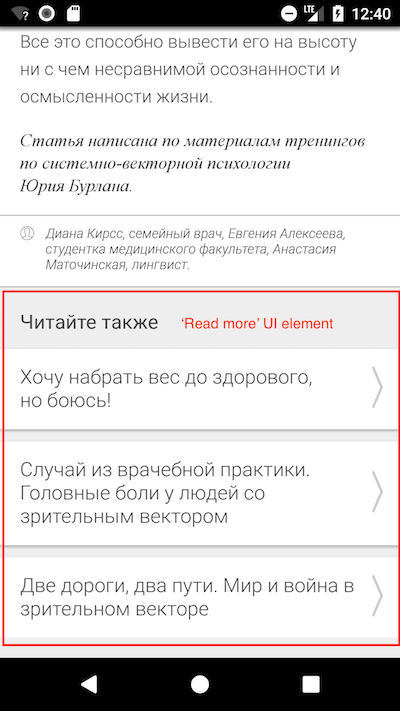 LTE 12:40
Все это способно вывести его на высоту
ни с чем несравнимой осознанности и
осмысленности жизни.
Статья написана по материалам тренингов
по системно-векторной психологии
Юрия Бурлана.
Диана Кирсс, семейный врач, Евгения Алексеева,
студентка медицинского факультета, Анастасия
Маточинская, лингвист.
Читайте также 'Read more' UI element
Хочу набрать вес до здорового,
но боюсь!
Случай из врачебной практики.
Головные боли у людей со
зрительным вектором
Две дороги, два пути. Мир и война в
зрительном векторе